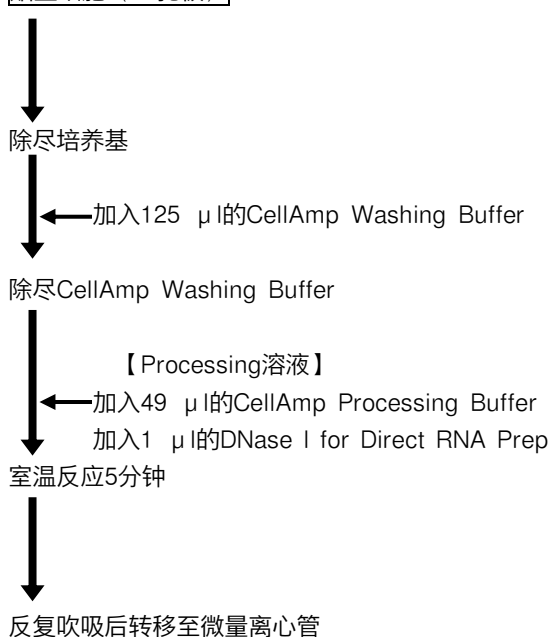 除尽培养基
加入125 μl的CellAmp Washing Buffer
除尽CellAmp Washing Buffer
【Processing溶液】
加入49 μl的CellAmp Processing Buffer
加入1 μl的DNase I for Direct RNA Prep
室温反应5分钟
反复吹吸后转移至微量离心管